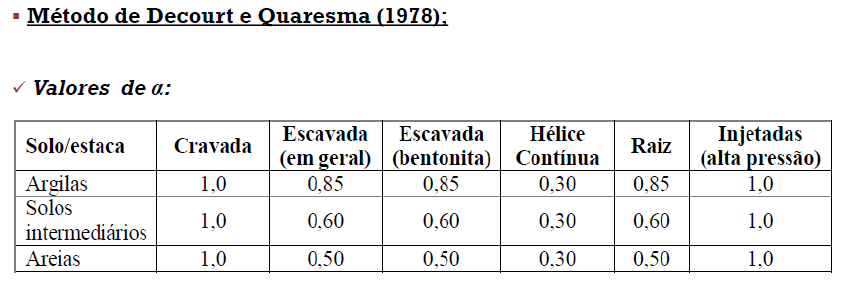 ▪ Método de Decourt e Quaresma (1978):
✓ Valores de α:
Solo/estaca Cravada Escavada (em geral) Escavada (bentonita) Hélice Contínua Raiz Injetadas (alta pressão)
Argilas 1,0 0,85 0,85 0,30 0,85 1,0
Solos intermediários 1,0 0,60 0,60 0,30 0,60 1,0
Areias 1,0 0,50 0,50 0,30 0,50 1,0